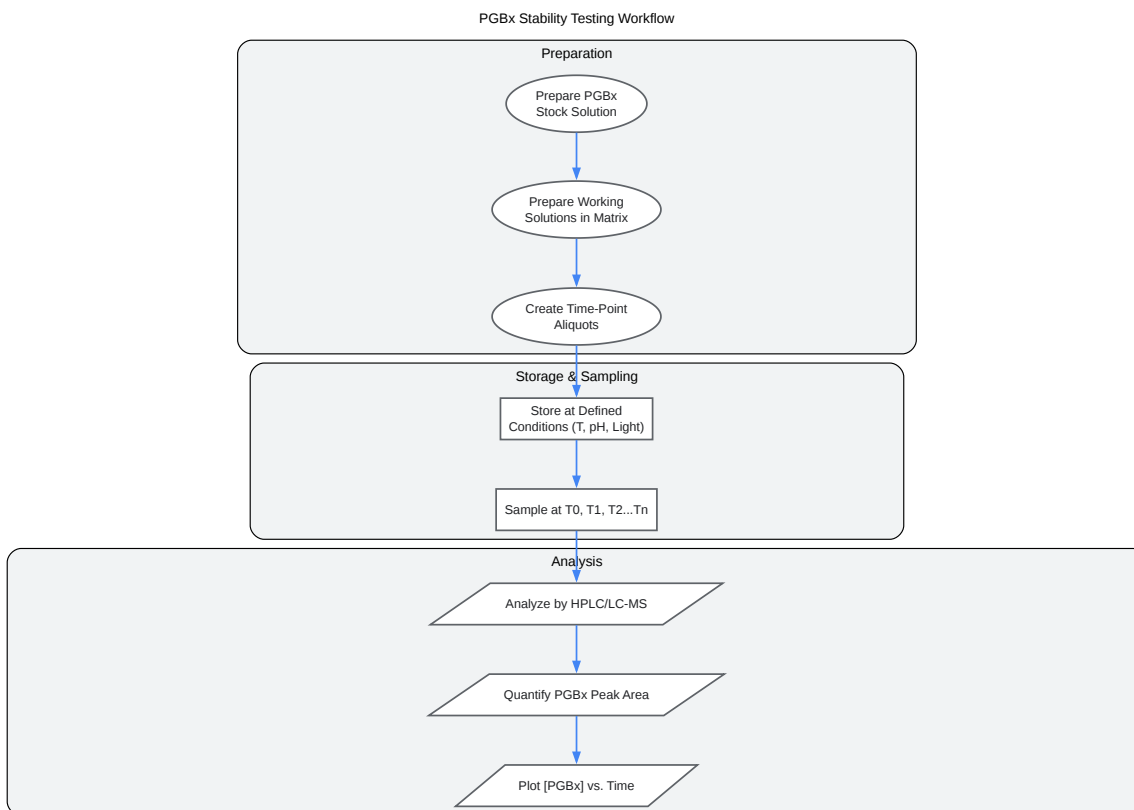 PGBx Stability Testing Workflow
Preparation
Prepare PGBx
Stock Solution
Prepare Working
Solutions in Matrix
Create Time-Point
Aliquots
Storage & Sampling
Store at Defined
Conditions (T, pH, Light)
Sample at T0, T1, T2...Tn
Analysis
Analyze by HPLC/LC-MS
Quantify PGBx Peak Area
Plot [PGBx] vs. Time